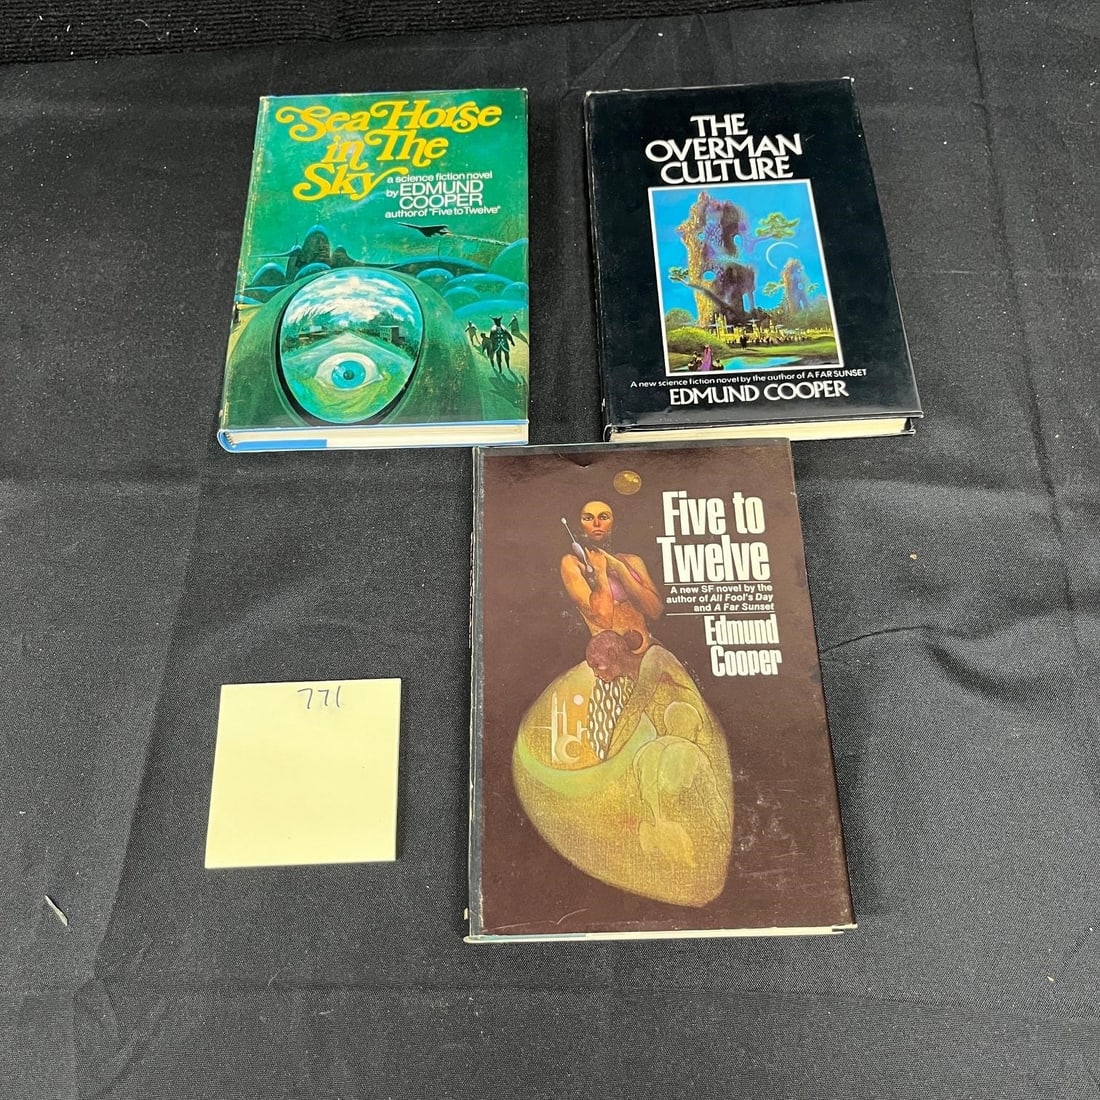 Sea Horse
in The
Sky
a science fiction novel
by EDMUND
COOPER
author of "Five to Twelve"
THE
OVERMAN
CULTURE
A new science fiction novel by the author of A FAR SUNSET
EDMUND COOPER
Five to
Twelve
A new SF novel by the
author of All Fool's Day
and A Far Sunset
Edmund
Cooper
771